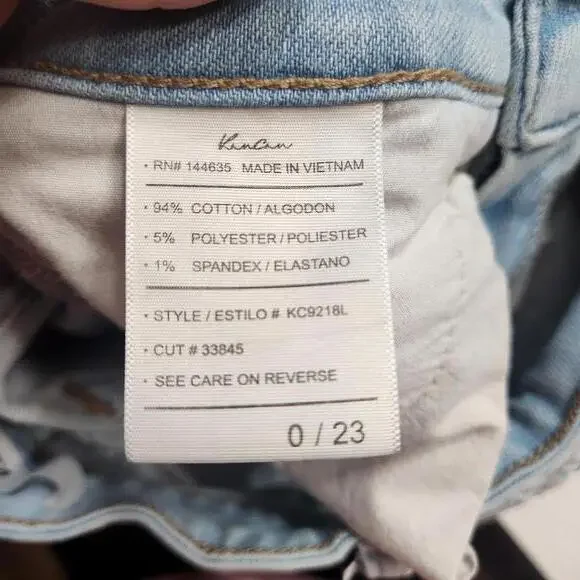 KanCan
• RN# 144635 MADE IN VIETNAM
• 94% COTTON / ALGODON
• 5% POLYESTER / POLIESTER
• 1% SPANDEX / ELASTANO
• STYLE / ESTILO # KC9218L
• CUT # 33845
• SEE CARE ON REVERSE
0 / 23